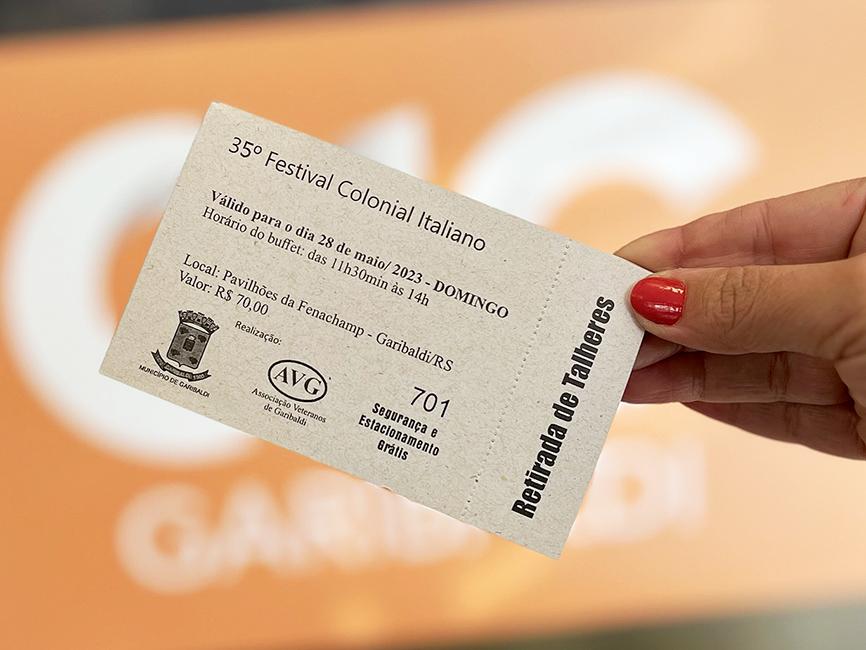 35º Festival Colonial Italiano
Válido para o dia 28 de maio/ 2023 - DOMINGO
Horário do buffet: das 11h30min às 14h
Local: Pavilhões da Fenachamp - Garibaldi/RS
Valor: R$ 70,00
Realização:
MUNICÍPIO DE GARIBALDI
AVG
Associação Veteranos
de Garibaldi
701
Segurança e
Estacionamento
Grátis
Retirada de Talheres
CIC
GARIBALDI